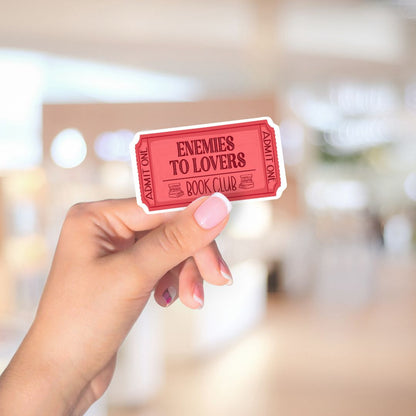 ENEMIES
TO LOVERS
BOOK CLUB
ADMIT ONE
ADMIT ONE